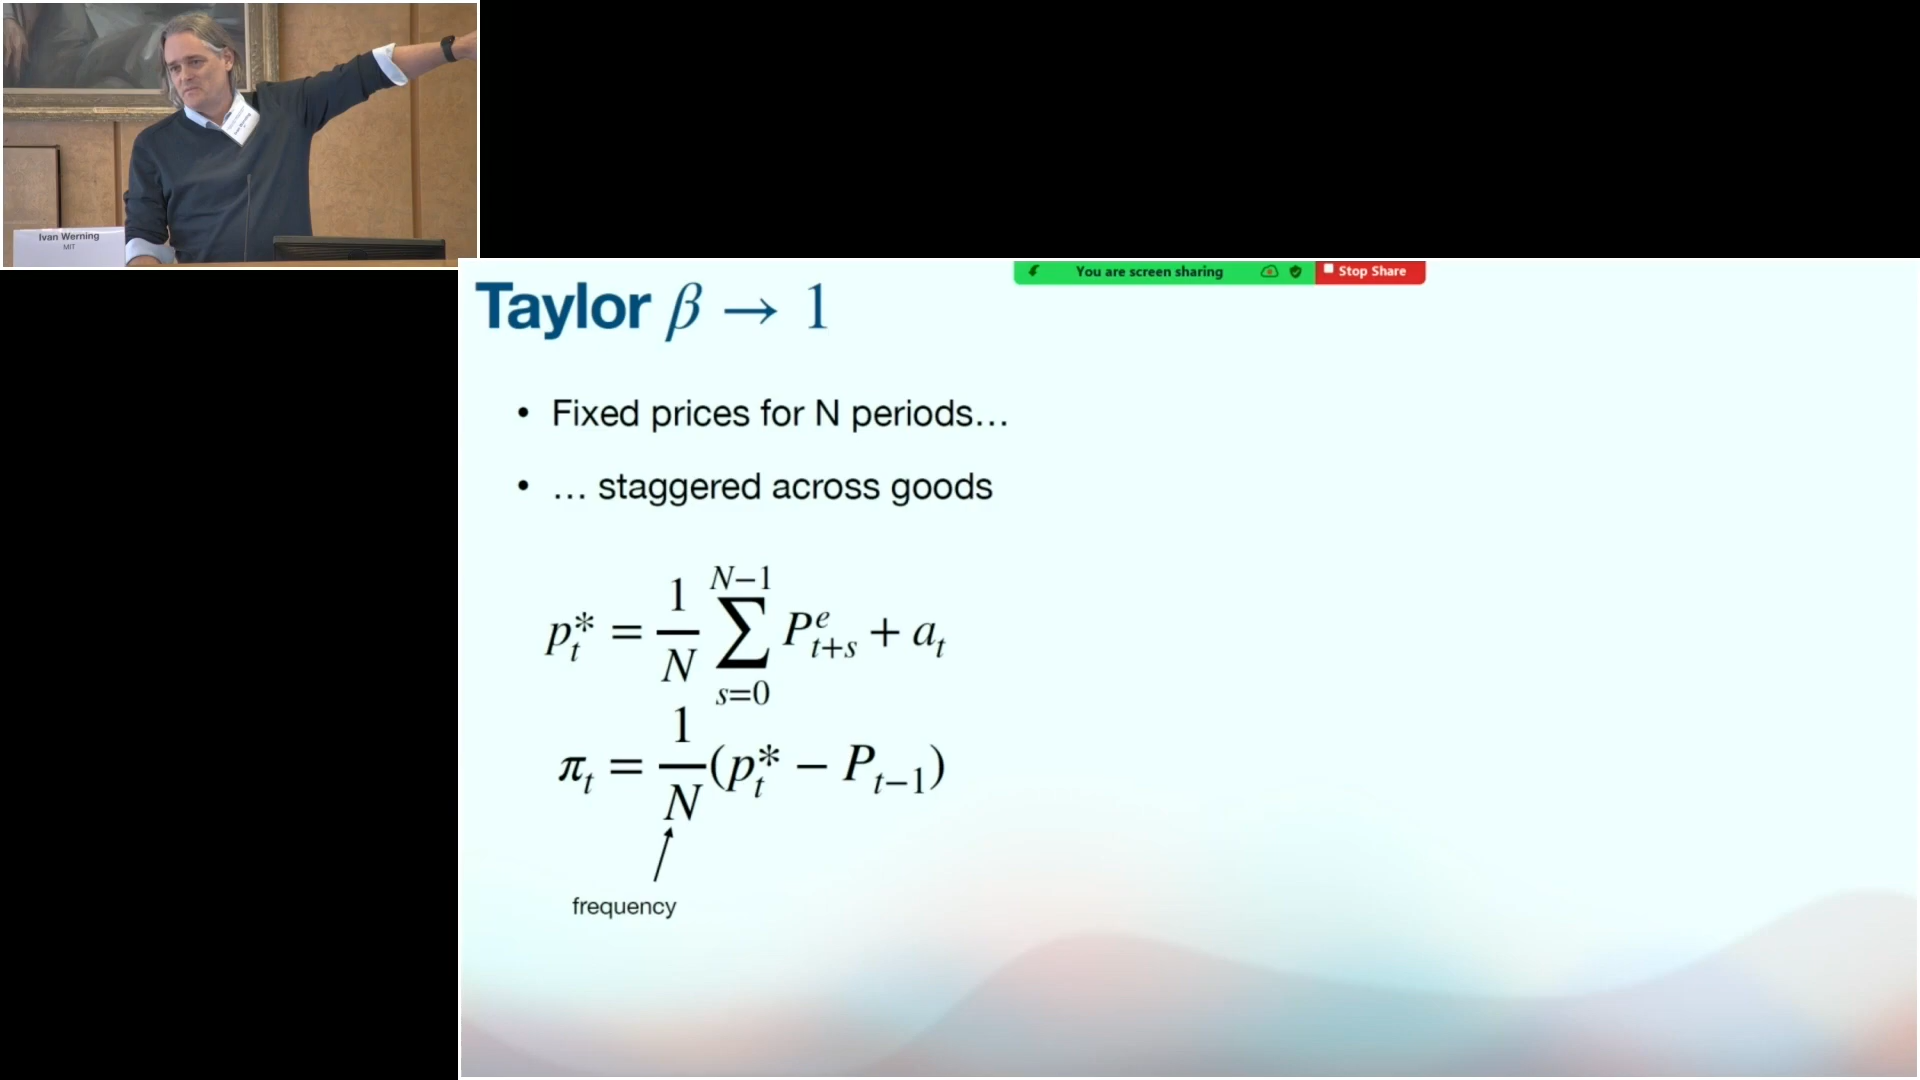 Ivan Werning
MIT
You are screen sharing
Stop Share
Taylor β → 1
• Fixed prices for N periods…
• … staggered across goods
p*_t = 1/N ∑_{s=0}^{N−1} P^e_{t+s} + a_t
π_t = 1/N (p*_t − P_{t−1})
frequency